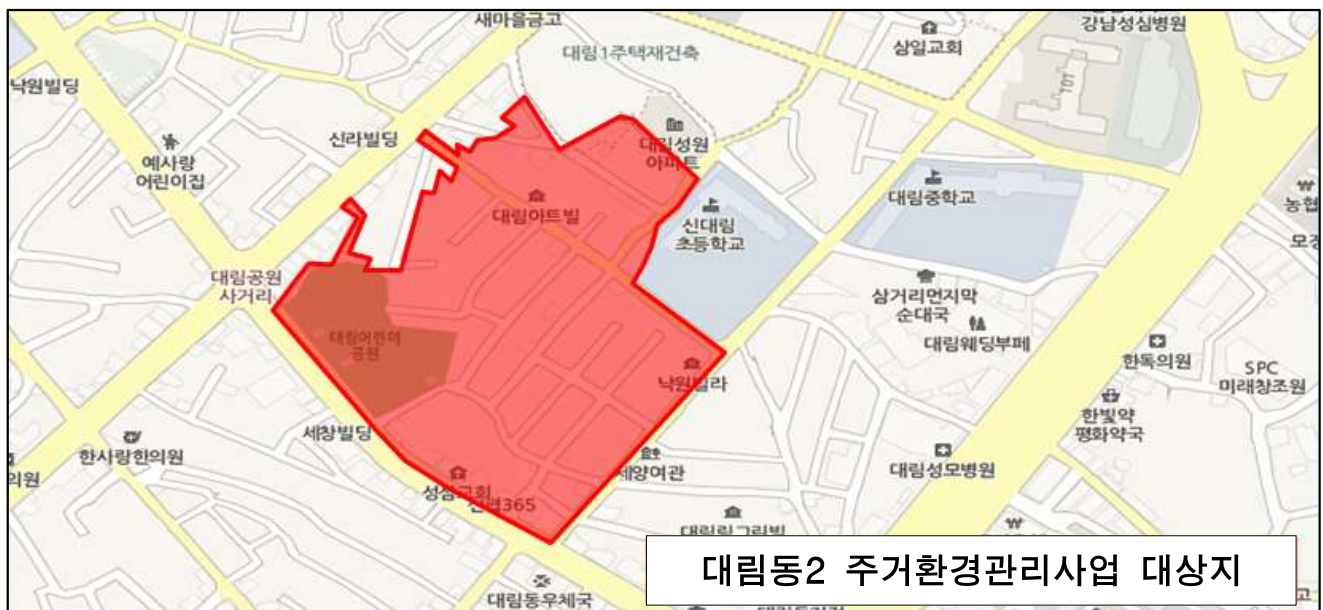 새마을금고
강남성심병원
삼일교회
대림1주택재건축
낙원빌딩
신라빌딩
예사랑
어린이집
대림성원
아파트
대림중학교
농협
대림아트빌
신대림
초등학교
대림공원
사거리
삼거리먼지막
순대국
대림웨딩부페
한독의원
SPC
미래창조원
대림어린이
공원
낙원빌라
한빛약
평화약국
세창빌딩
한사랑한의원
의원
성심교회
세양여관
대림성모병원
365
대림동우체국
대림동2 주거환경관리사업 대상지